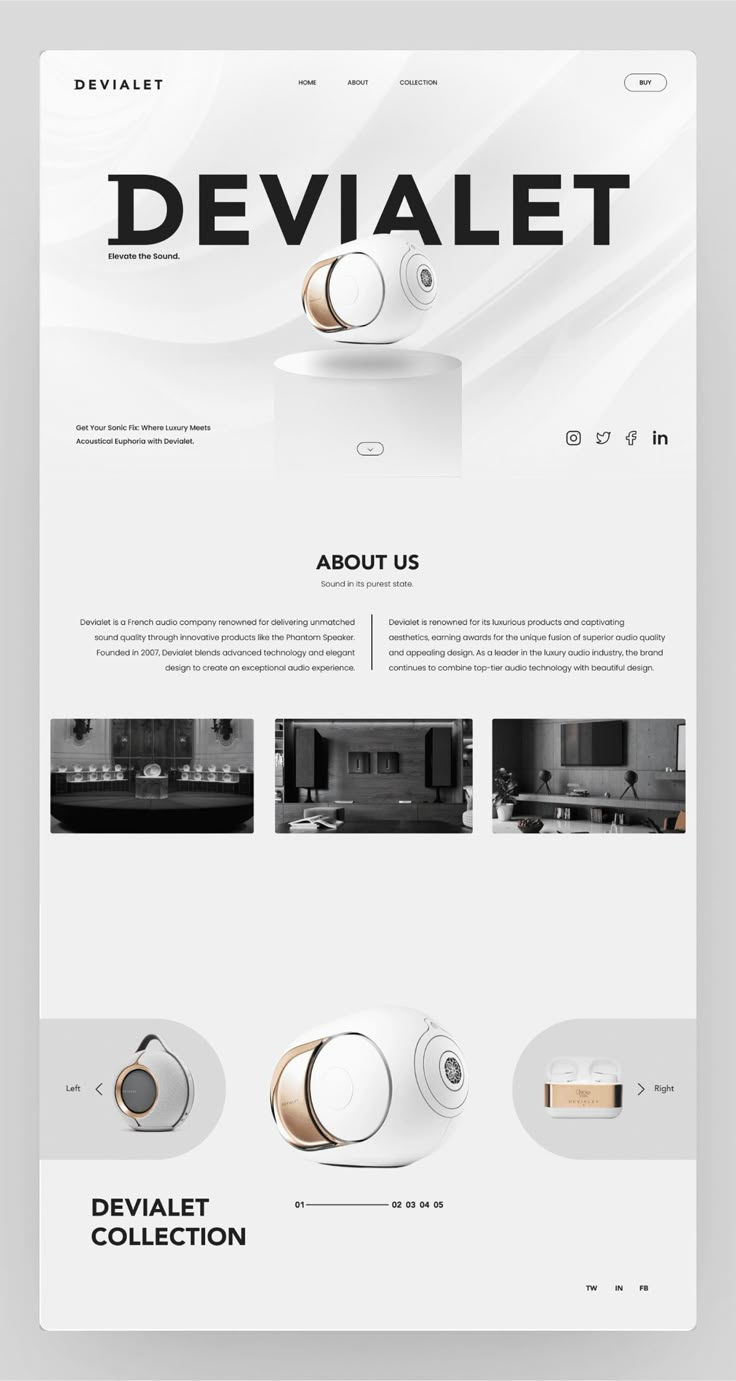 DEVIALET
HOME ABOUT COLLECTION
BUY
DEVIALET
Elevate the Sound.
Get Your Sonic Fix: Where Luxury Meets
Acoustical Euphoria with Devialet.
ABOUT US
Sound in its purest state.
Devialet is a French audio company renowned for delivering unmatched
sound quality through innovative products like the Phantom Speaker.
Founded in 2007, Devialet blends advanced technology and elegant
design to create an exceptional audio experience.
Devialet is renowned for its luxurious products and captivating
aesthetics, earning awards for the unique fusion of superior audio quality
and appealing design. As a leader in the luxury audio industry, the brand
continues to combine top-tier audio technology with beautiful design.
Left
DEVIALET
Right
DEVIALET
COLLECTION
01 02 03 04 05
TW IN FB